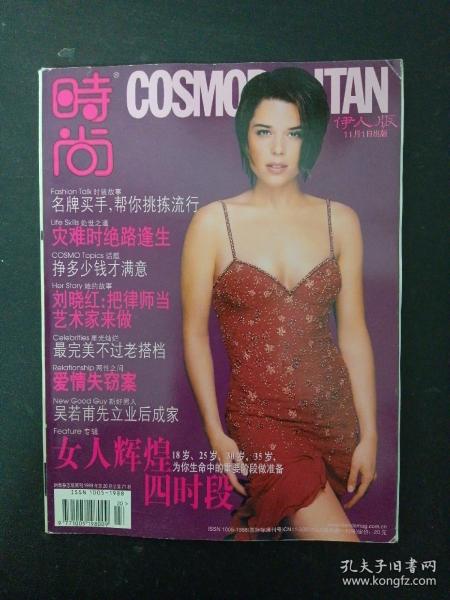 時尚®
COSMOPOLITAN
伊人版
11月1日出版
Fashion Talk 时装故事
名牌买手,帮你挑拣流行
Life Skills 处世之道
灾难时绝路逢生
COSMO Topics 话题
挣多少钱才满意
Her Story 她的故事
刘晓红:把律师当
艺术家来做
Celebrities 星光灿烂
最完美不过老搭档
Relationship 两性之间
爱情失窃案
New Good Guy 新好男人
吴若甫先立业后成家
Feature 专辑
女人辉煌
四时段
18岁、25岁、30岁、35岁,
为你生命中的重要阶段做准备
ISSN 1005-1988
20>
9 771005 198009
孔夫子旧书网
kongfz.com